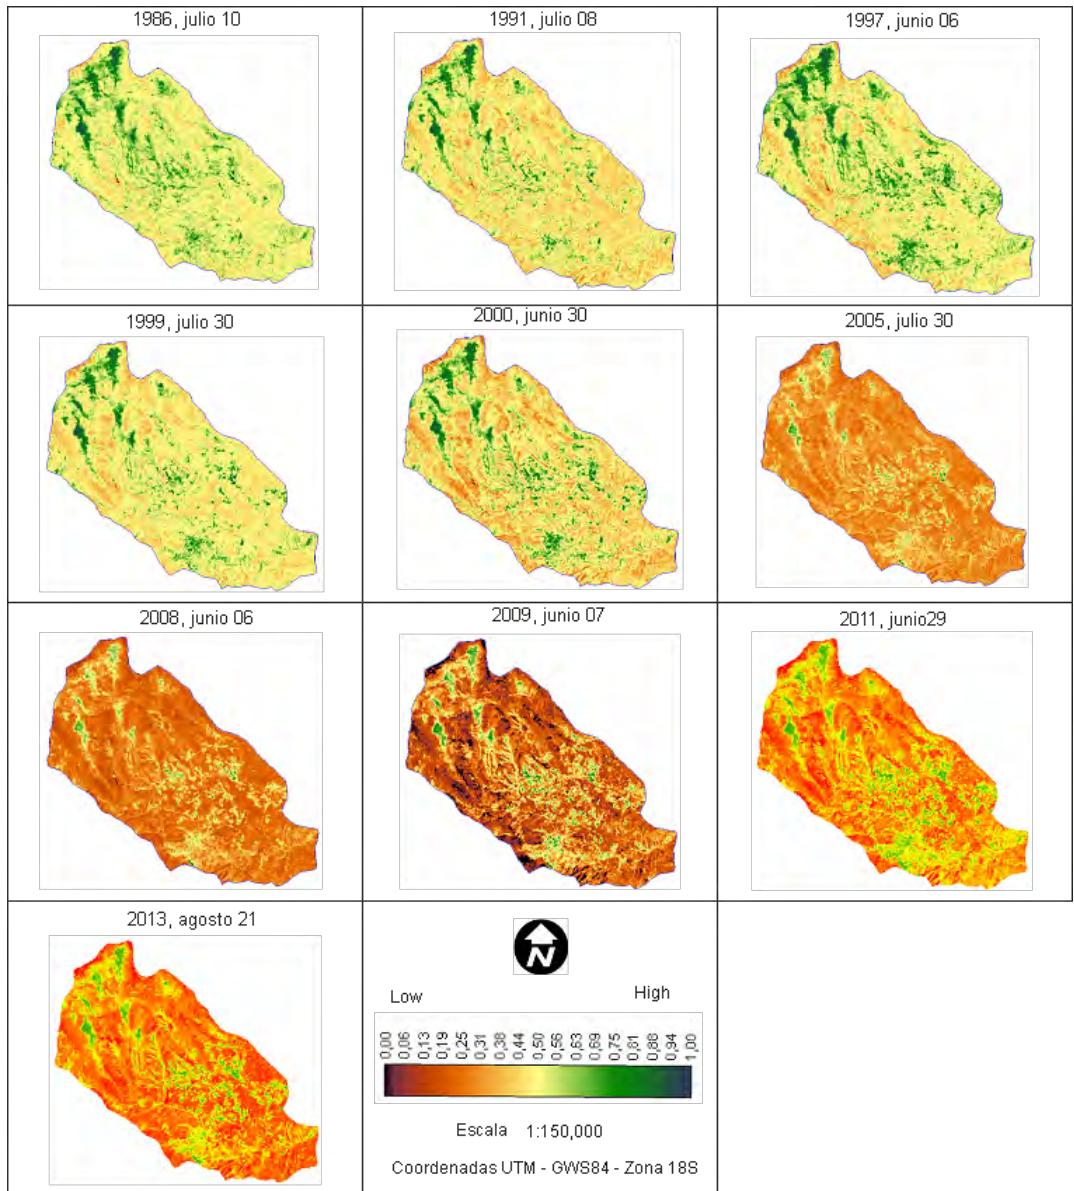 1986, julio 10
1991, julio 08
1997, junio 06
1999, julio 30
2000, junio 30
2005, julio 30
2008, junio 06
2009, junio 07
2011, junio29
2013, agosto 21
N
Low
High
0,00
0,06
0,13
0,19
0,25
0,31
0,38
0,44
0,50
0,56
0,63
0,69
0,75
0,81
0,88
0,94
1,00
Escala 1:150,000
Coordenadas UTM - GWS84 - Zona 18S